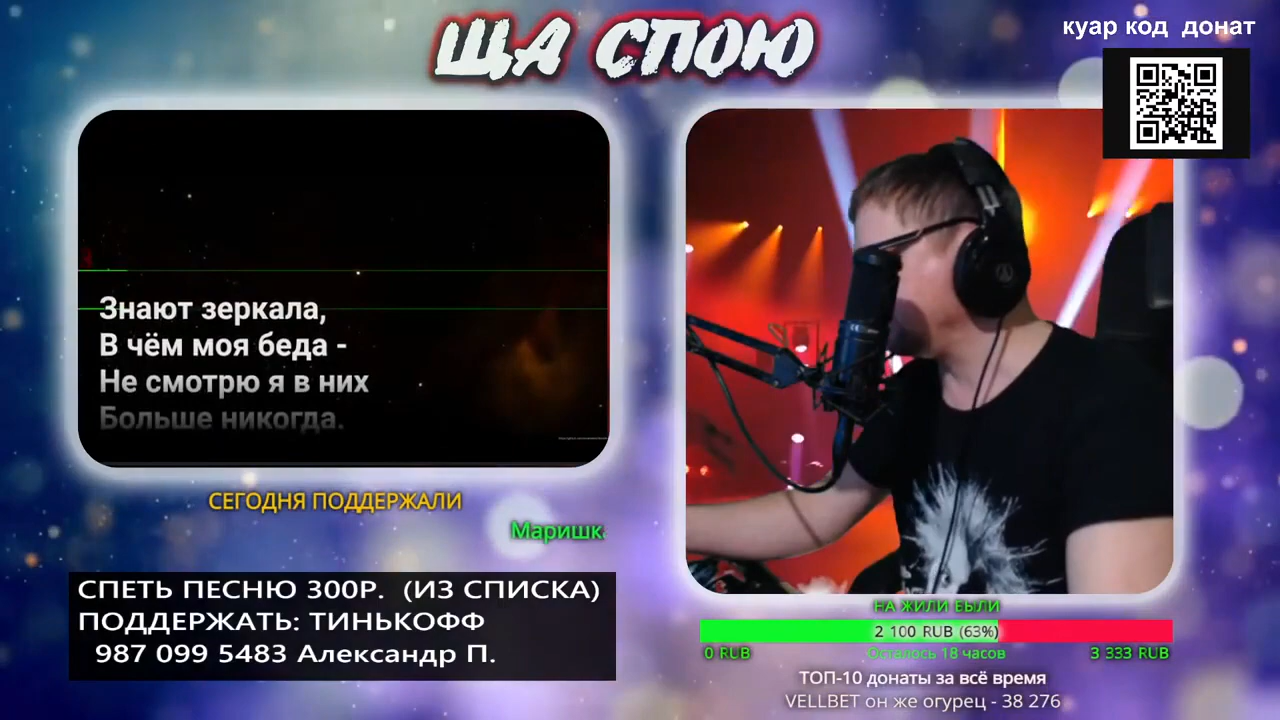 ЩА СПОЮ
куар код донат
Знают зеркала,
В чём моя беда -
Не смотрю я в них
Больше никогда.
СЕГОДНЯ ПОДДЕРЖАЛИ
Маришк
СПЕТЬ ПЕСНЮ 300Р. (ИЗ СПИСКА)
ПОДДЕРЖАТЬ: ТИНЬКОФФ
987 099 5483 Александр П.
НА ЖИЛИ БЫЛИ
2 100 RUB (63%)
0 RUB
Осталось 18 часов
3 333 RUB
ТОП-10 донаты за всё время
VELLBET он же огурец - 38 276